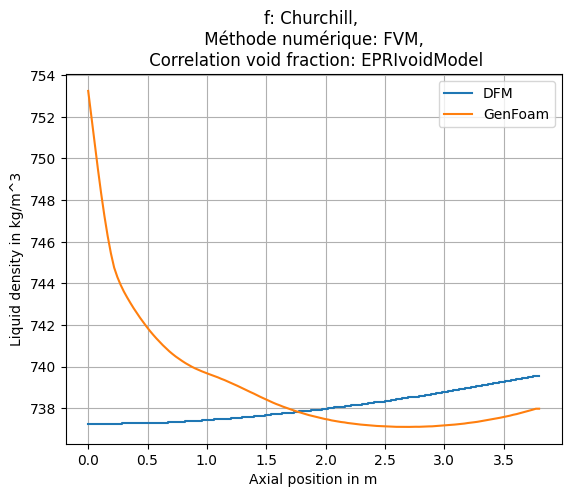 f: Churchill,
Méthode numérique: FVM,
Correlation void fraction: EPRIvoidModel
754
752
750
748
746
744
742
740
738
Liquid density in kg/m^3
DFM
GenFoam
0.0 0.5 1.0 1.5 2.0 2.5 3.0 3.5
Axial position in m